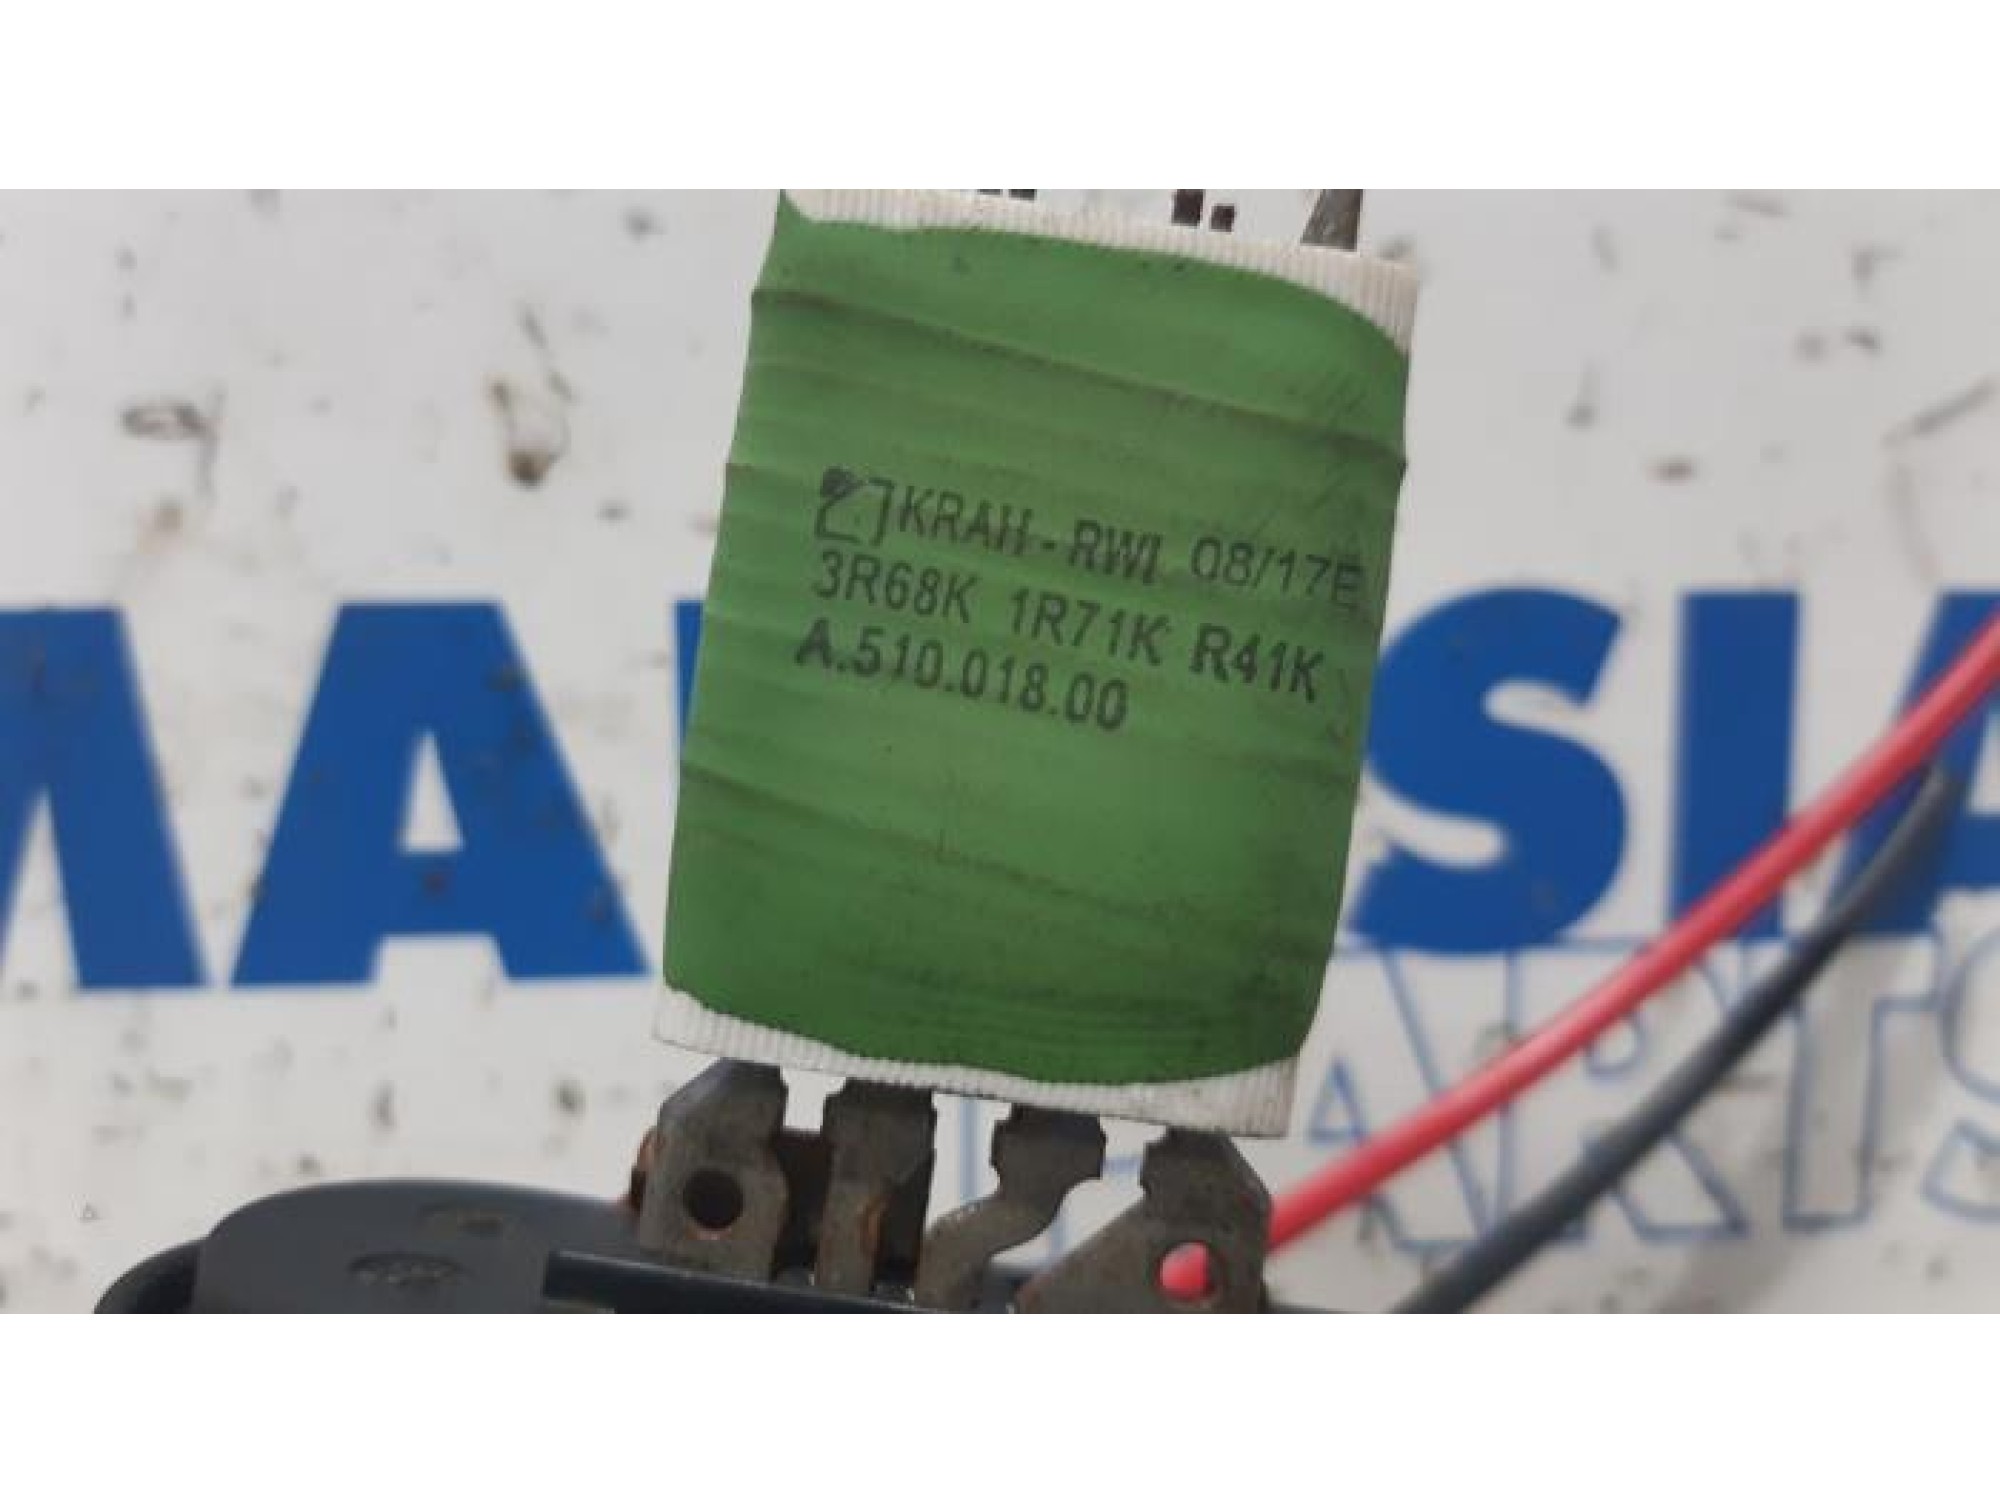 KRAH-RWI 08/17E
3R68K 1R71K R41K
A.510.018.00